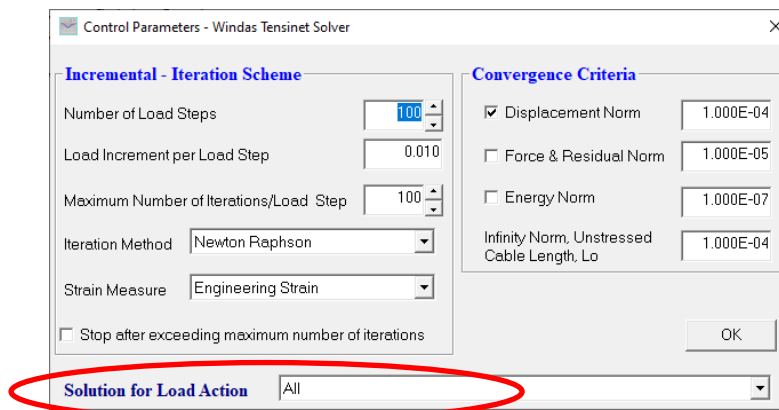 Control Parameters - Windas Tensinet Solver
Incremental - Iteration Scheme
Number of Load Steps 100
Load Increment per Load Step 0.010
Maximum Number of Iterations/Load Step 100
Iteration Method Newton Raphson
Strain Measure Engineering Strain
Stop after exceeding maximum number of iterations
Convergence Criteria
Displacement Norm 1.000E-04
Force & Residual Norm 1.000E-05
Energy Norm 1.000E-07
Infinity Norm, Unstressed
Cable Length, Lo 1.000E-04
OK
Solution for Load Action All